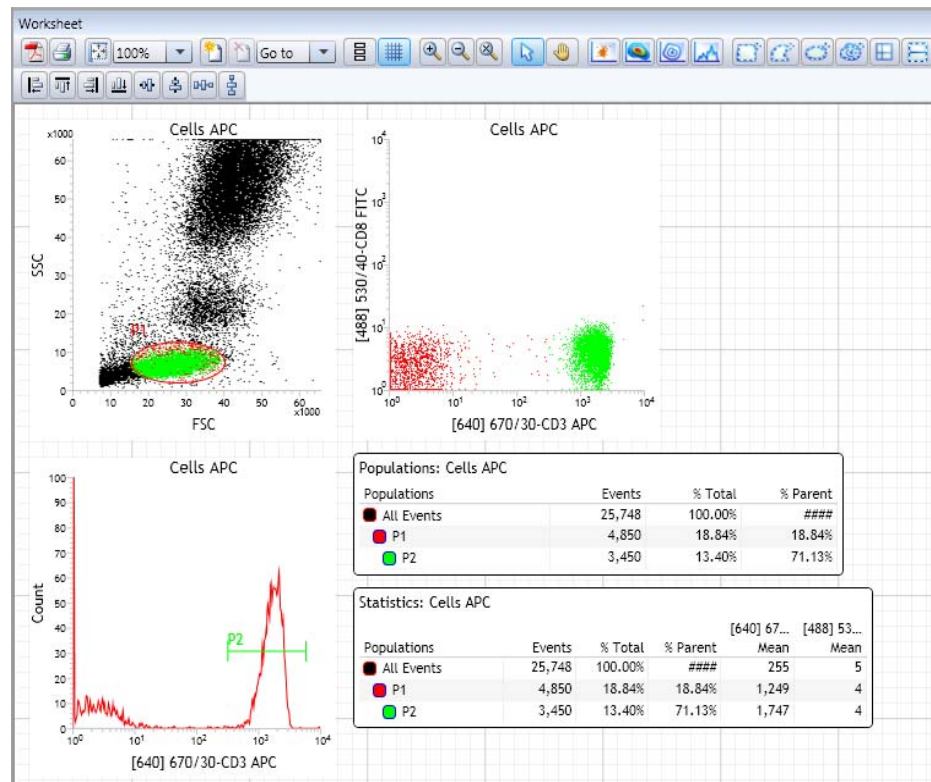 Worksheet
100% Go to
Cells APC
x1000
60
50
40
30
20
10
0
SSC
P1
0 10 20 30 40 50 60
x1000
FSC
Cells APC
10^4
10^3
10^2
10^1
10^0
[488] 530/40-CD8 FITC
10^0 10^1 10^2 10^3 10^4
[640] 670/30-CD3 APC
Cells APC
100
90
80
70
60
50
40
30
20
10
0
Count
P2
10^0 10^1 10^2 10^3 10^4
[640] 670/30-CD3 APC
Populations: Cells APC
Populations Events % Total % Parent
All Events 25,748 100.00% ####
P1 4,850 18.84% 18.84%
P2 3,450 13.40% 71.13%
Statistics: Cells APC
[640] 67... [488] 53...
Populations Events % Total % Parent Mean Mean
All Events 25,748 100.00% #### 255 5
P1 4,850 18.84% 18.84% 1,249 4
P2 3,450 13.40% 71.13% 1,747 4